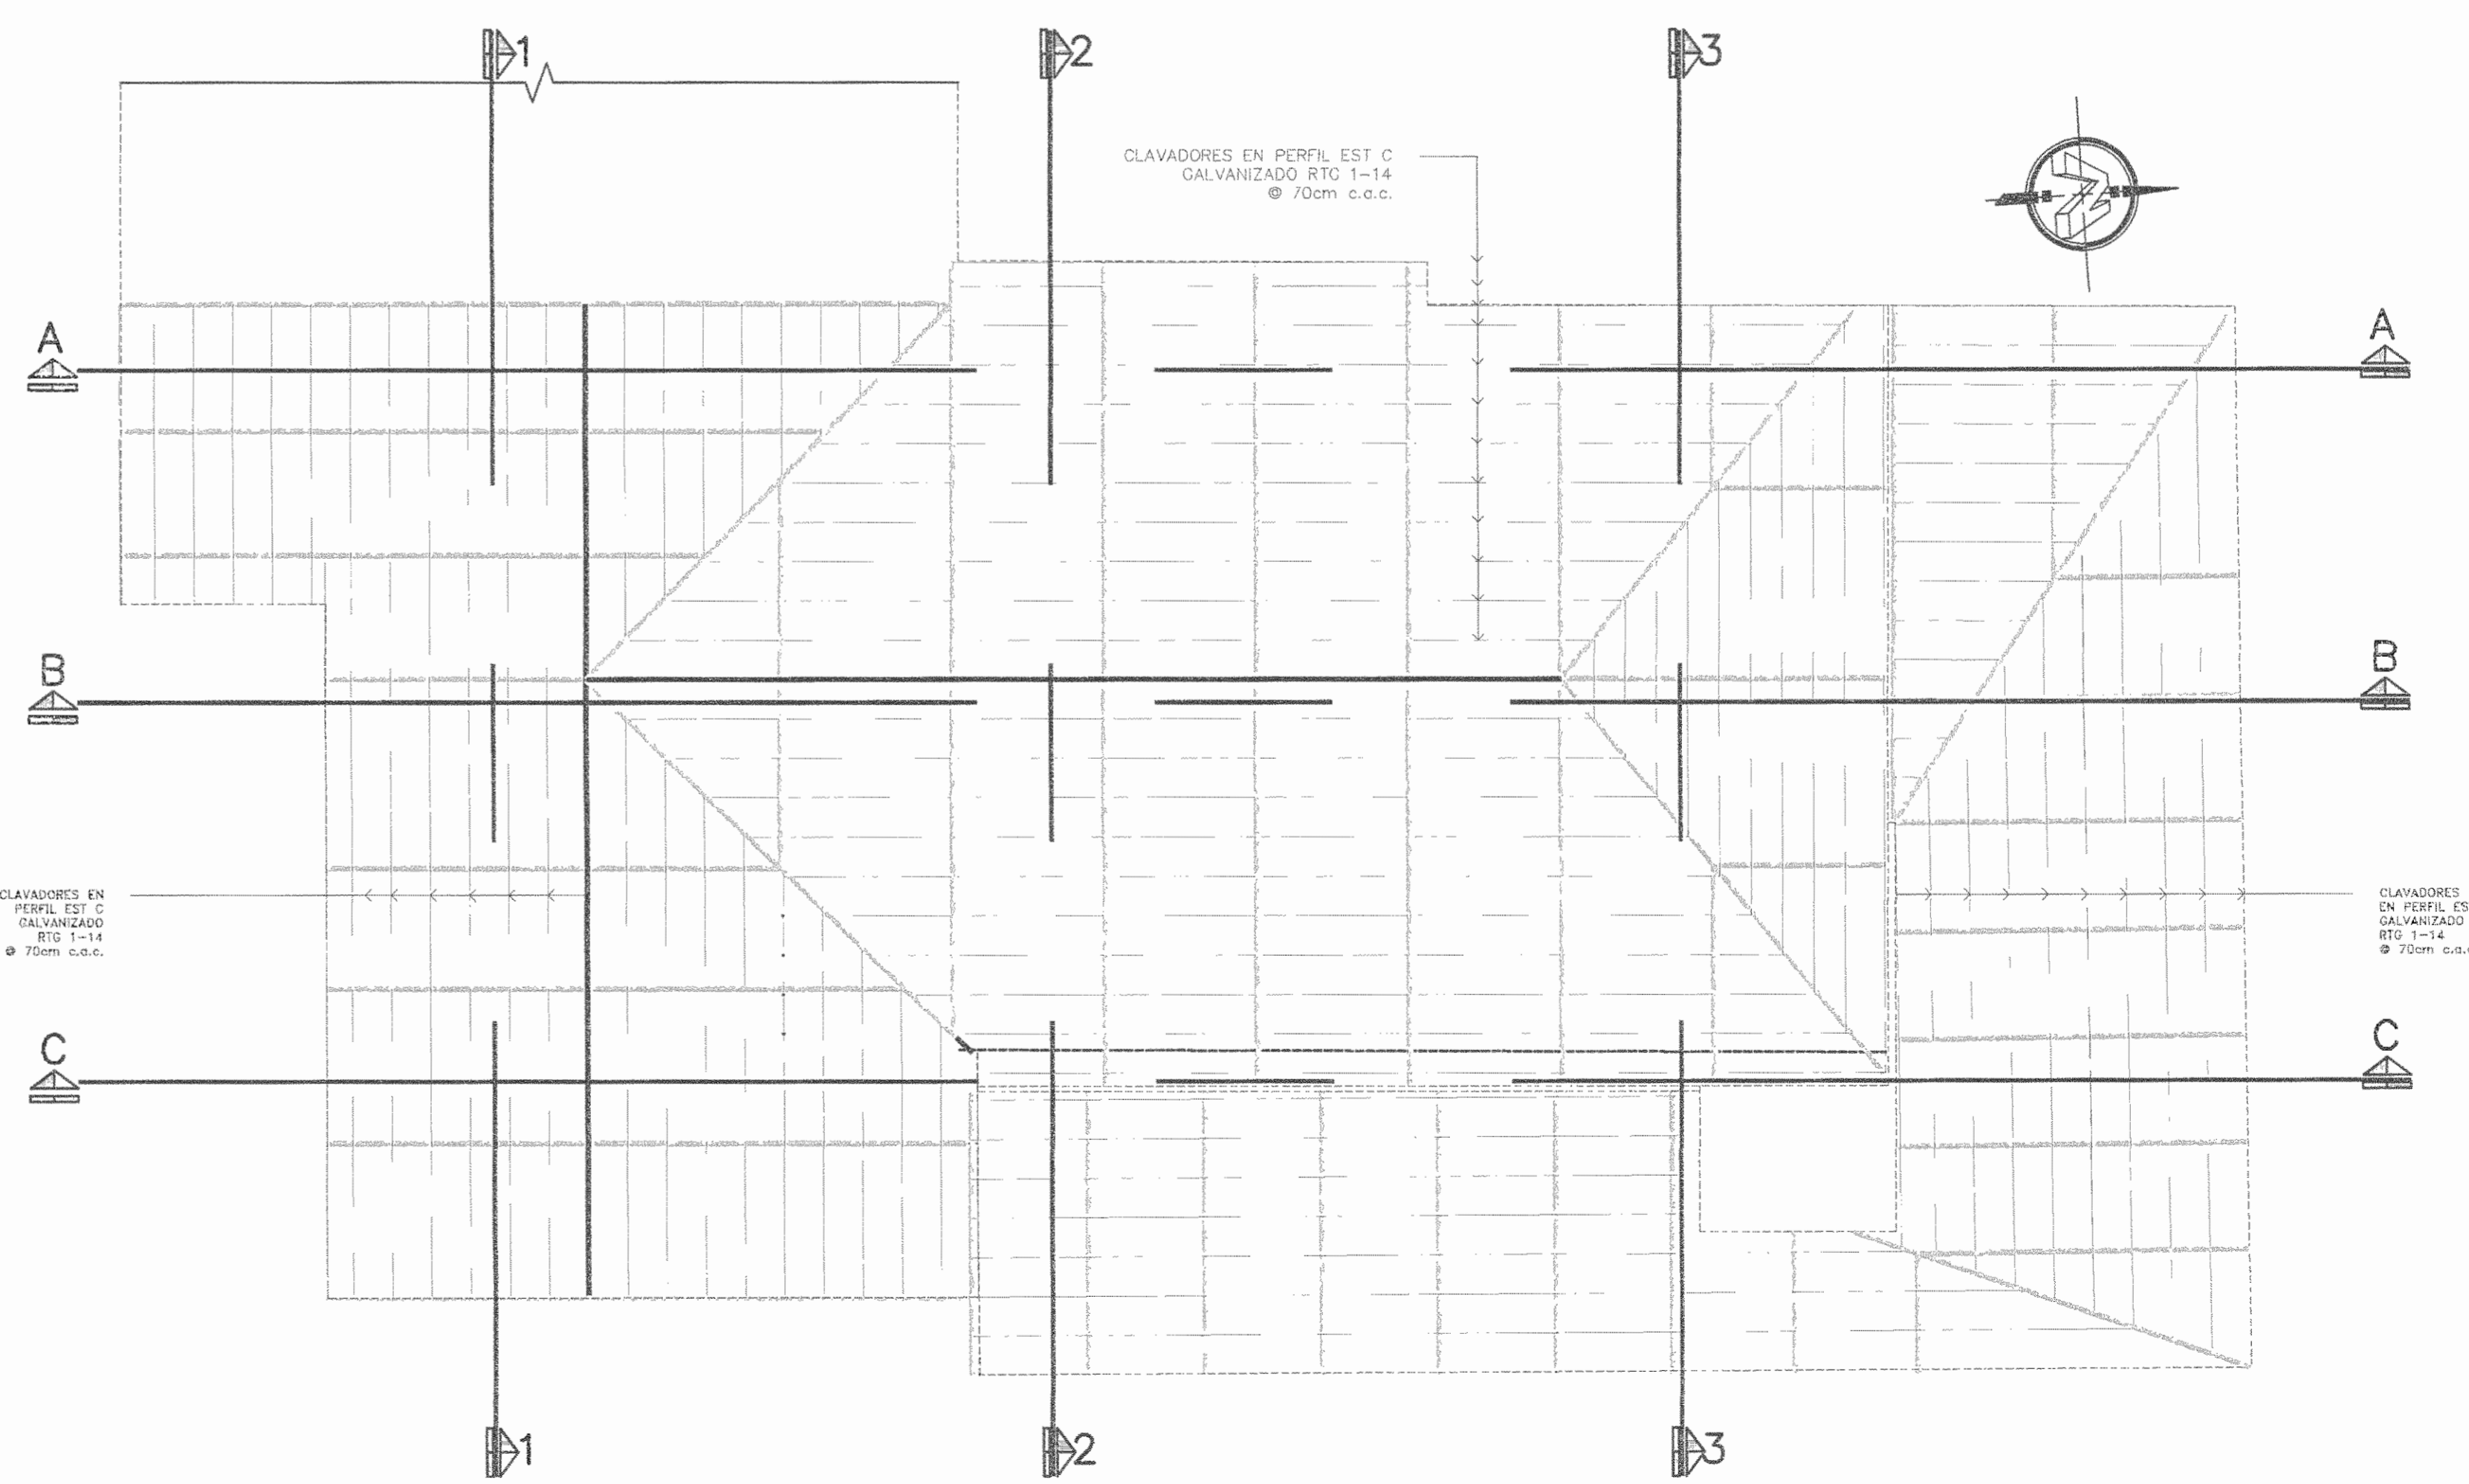 1
2
3
CLAVADORES EN PERFIL EST C
GALVANIZADO RTG 1-14
@ 70cm c.a.c.
N
A
A
B
B
CLAVADORES EN
PERFIL EST C
GALVANIZADO
RTG 1-14
@ 70cm c.a.c.
CLAVADORES
EN PERFIL ES
GALVANIZADO
RTG 1-14
@ 70cm c.a.c
C
C
1
2
3